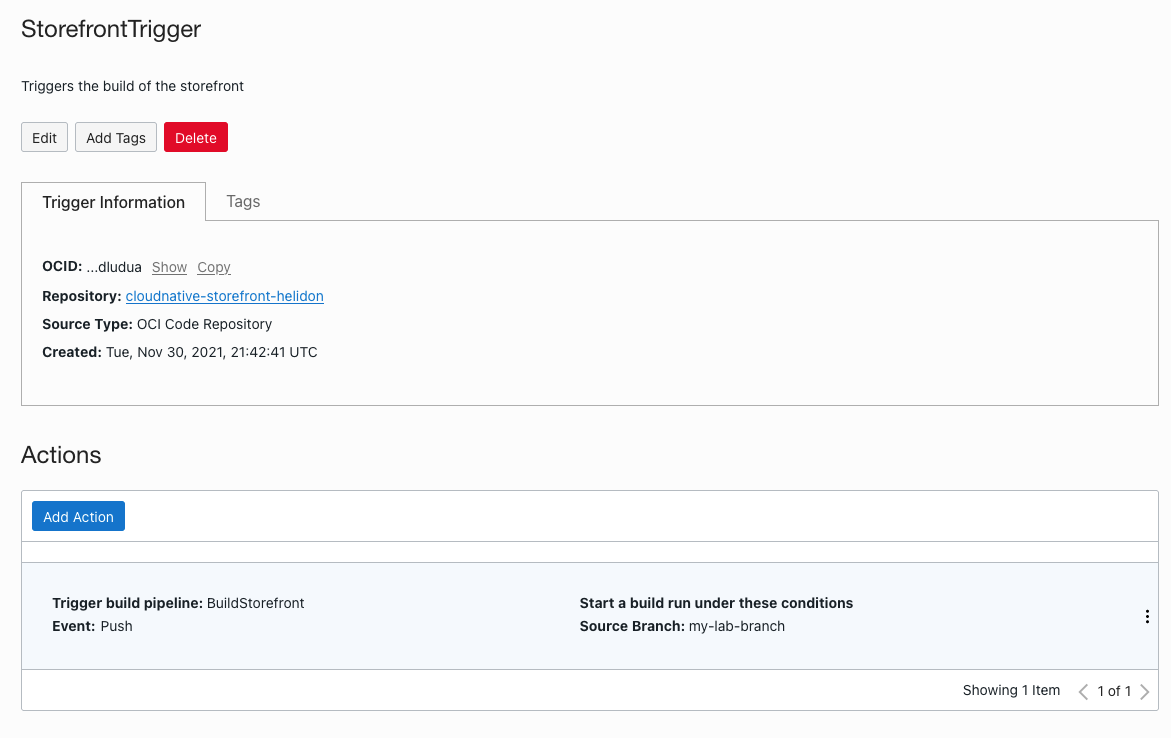 StorefrontTrigger
Triggers the build of the storefront
Edit Add Tags Delete
Trigger Information Tags
OCID: ...dludua Show Copy
Repository: cloudnative-storefront-helidon
Source Type: OCI Code Repository
Created: Tue, Nov 30, 2021, 21:42:41 UTC
Actions
Add Action
Trigger build pipeline: BuildStorefront
Event: Push
Start a build run under these conditions
Source Branch: my-lab-branch
Showing 1 Item 1 of 1